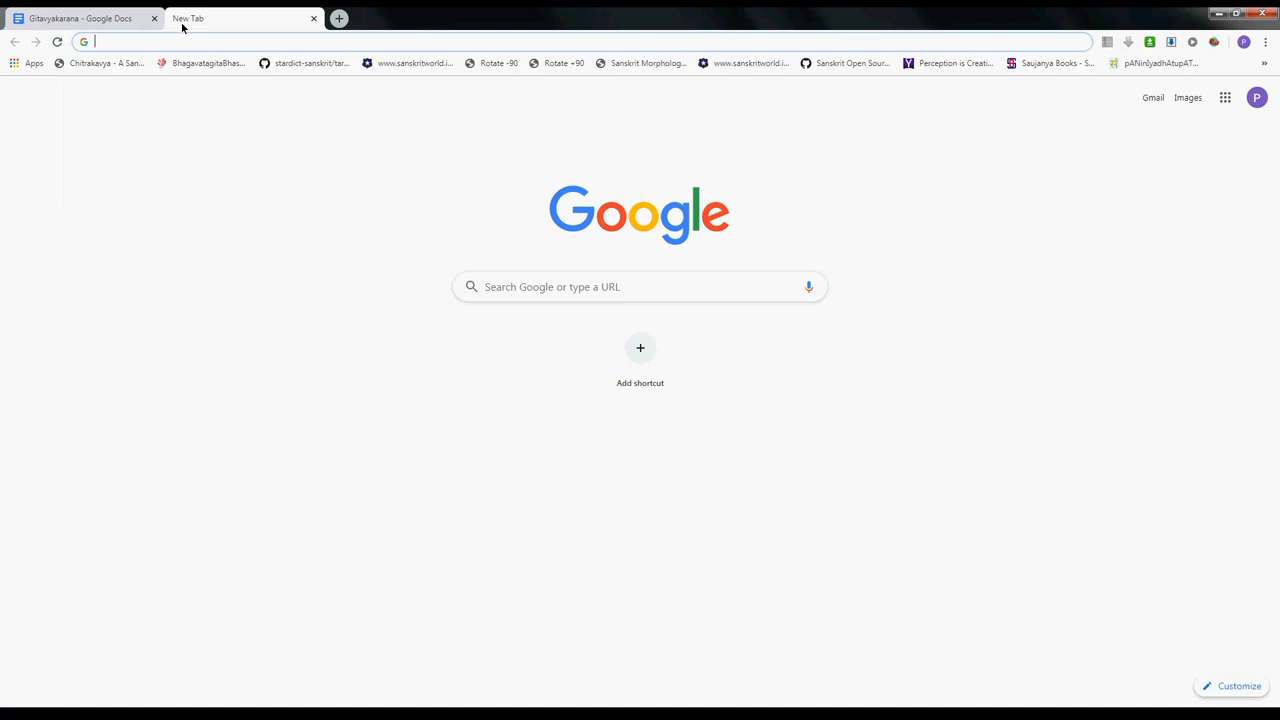 Gitavyakarana - Google Docs
New Tab
Apps
Chitrakavya - A San...
BhagavatagitaBhas...
stardict-sanskrit/tar...
www.sanskritworld.i...
Rotate -90
Rotate +90
Sanskrit Morpholog...
www.sanskritworld.i...
Sanskrit Open Sour...
Perception is Creati...
Saujanya Books - S...
pANinIyadhAtupAT...
»
Gmail
Images
P
Google
Search Google or type a URL
Add shortcut
Customize